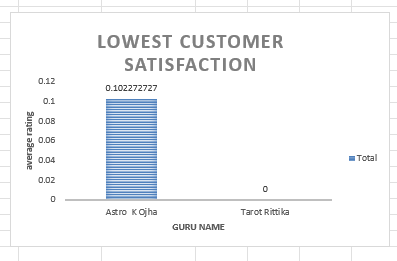 LOWEST CUSTOMER
SATISFACTION
0.12
0.1
0.08
0.06
0.04
0.02
0
average rating
0.102272727
0
Astro K Ojha
Tarot Rittika
GURU NAME
Total